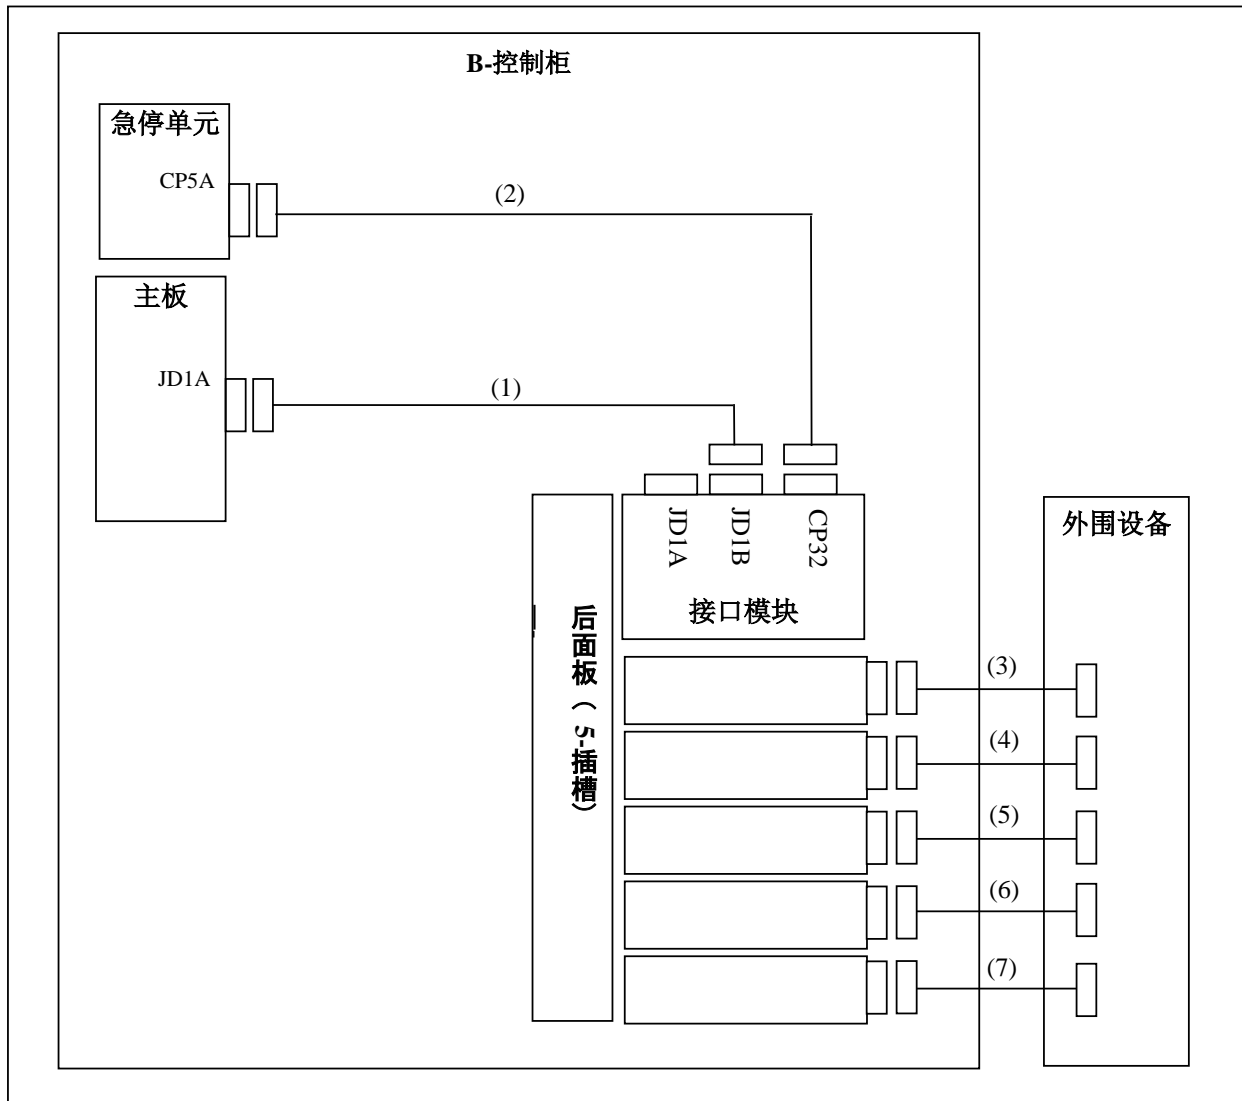 B-控制柜
急停单元
CP5A
(2)
主板
JD1A
(1)
JD1A
JD1B
CP32
接口模块
后面板（5-插槽）
外围设备
(3)
(4)
(5)
(6)
(7)